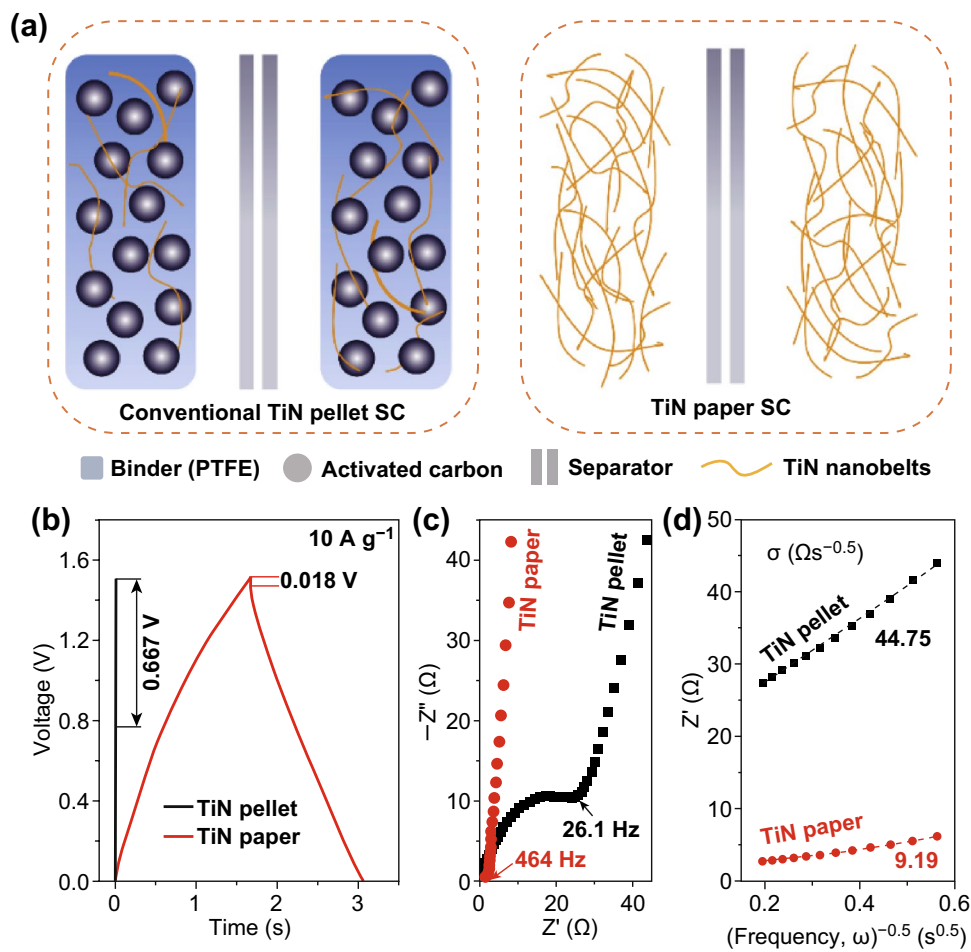 (a)
Conventional TiN pellet SC
TiN paper SC
Binder (PTFE)
Activated carbon
Separator
TiN nanobelts
(b)
10 A g⁻¹
0.018 V
0.667 V
TiN pellet
TiN paper
Voltage (V)
1.6
1.2
0.8
0.4
0.0
0 1 2 3 4
Time (s)
(c)
TiN paper
TiN pellet
26.1 Hz
464 Hz
−Z'' (Ω)
40
30
20
10
0
0 20 40
Z' (Ω)
(d)
σ (Ωs⁻⁰·⁵)
TiN pellet
44.75
TiN paper
9.19
Z' (Ω)
50
40
30
20
10
0
0.2 0.4 0.6
(Frequency, ω)⁻⁰·⁵ (s⁰·⁵)